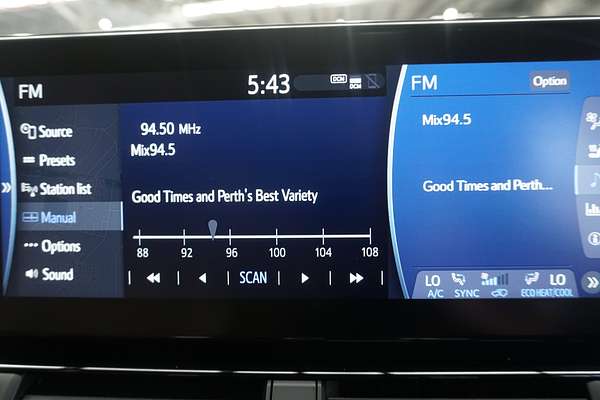 FM
5:43
DCM
DCM
FM
Option
Source
Presets
Station list
Manual
Options
Sound
94.50 MHz
Mix94.5
Good Times and Perth's Best Variety
88 92 96 100 104 108
SCAN
Mix94.5
Good Times and Perth...
LO LO
A/C SYNC ECO HEAT/COOL